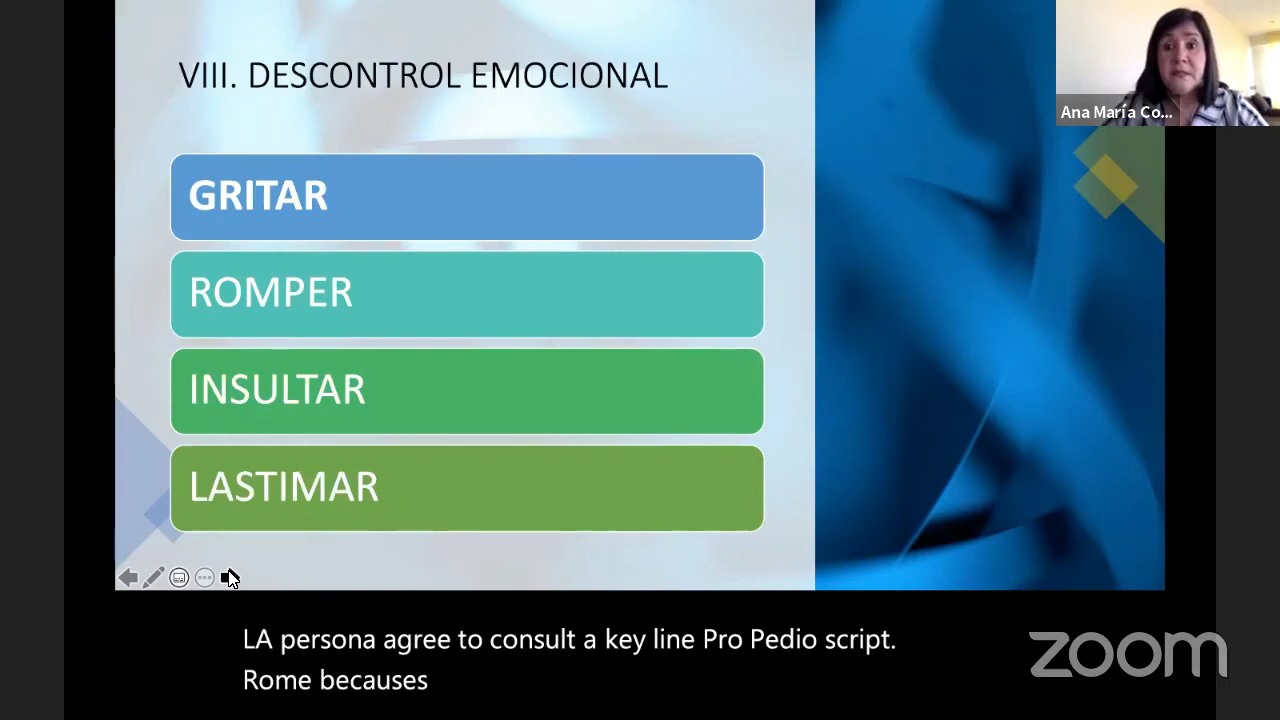 VIII. DESCONTROL EMOCIONAL
Ana María Co...
GRITAR
ROMPER
INSULTAR
LASTIMAR
LA persona agree to consult a key line Pro Pedio script.
Rome becauses
zoom